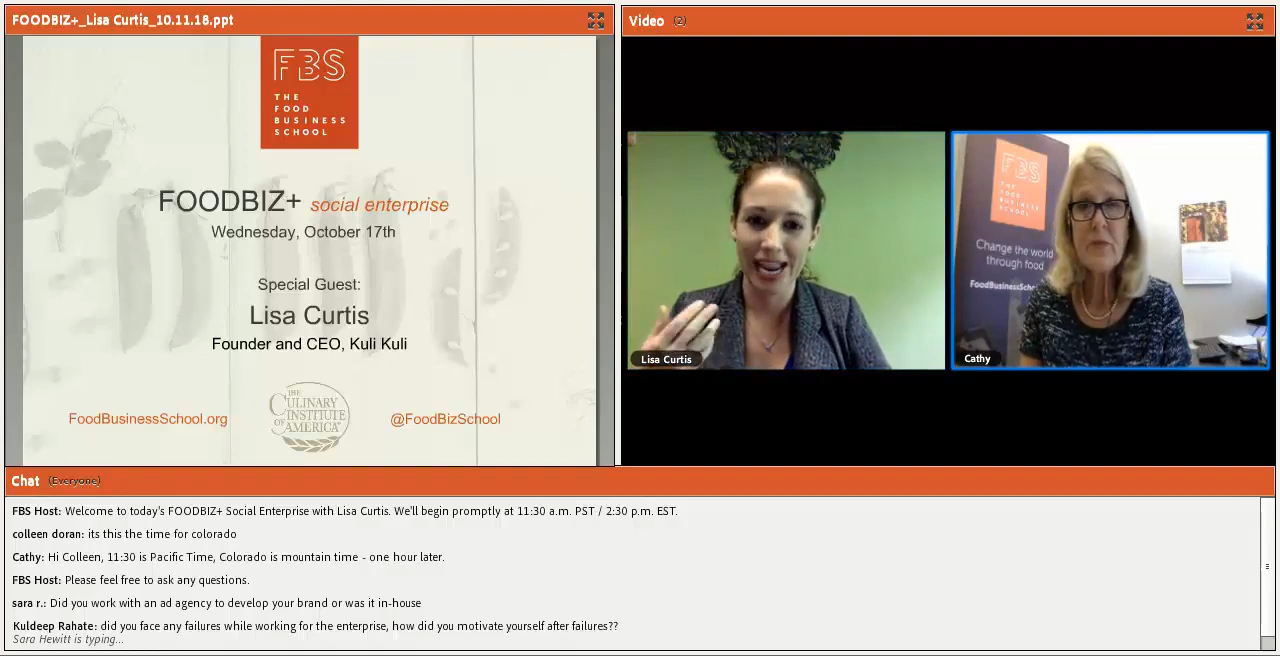 FOODBIZ+_Lisa Curtis_10.11.18.ppt
FBS
THE
FOOD
BUSINESS
SCHOOL
FOODBIZ+ social enterprise
Wednesday, October 17th
Special Guest:
Lisa Curtis
Founder and CEO, Kuli Kuli
FoodBusinessSchool.org
THE
CULINARY
INSTITUTE
OF AMERICA
@FoodBizSchool
Video (2)
Lisa Curtis
FBS
THE
FOOD
BUSINESS
SCHOOL
Change the world
through food
FoodBusinessScho
Cathy
Chat (Everyone)
FBS Host: Welcome to today's FOODBIZ+ Social Enterprise with Lisa Curtis. We'll begin promptly at 11:30 a.m. PST / 2:30 p.m. EST.
colleen doran: its this the time for colorado
Cathy: Hi Colleen, 11:30 is Pacific Time, Colorado is mountain time - one hour later.
FBS Host: Please feel free to ask any questions.
sara r.: Did you work with an ad agency to develop your brand or was it in-house
Kuldeep Rahate: did you face any failures while working for the enterprise, how did you motivate yourself after failures??
Sara Hewitt is typing...